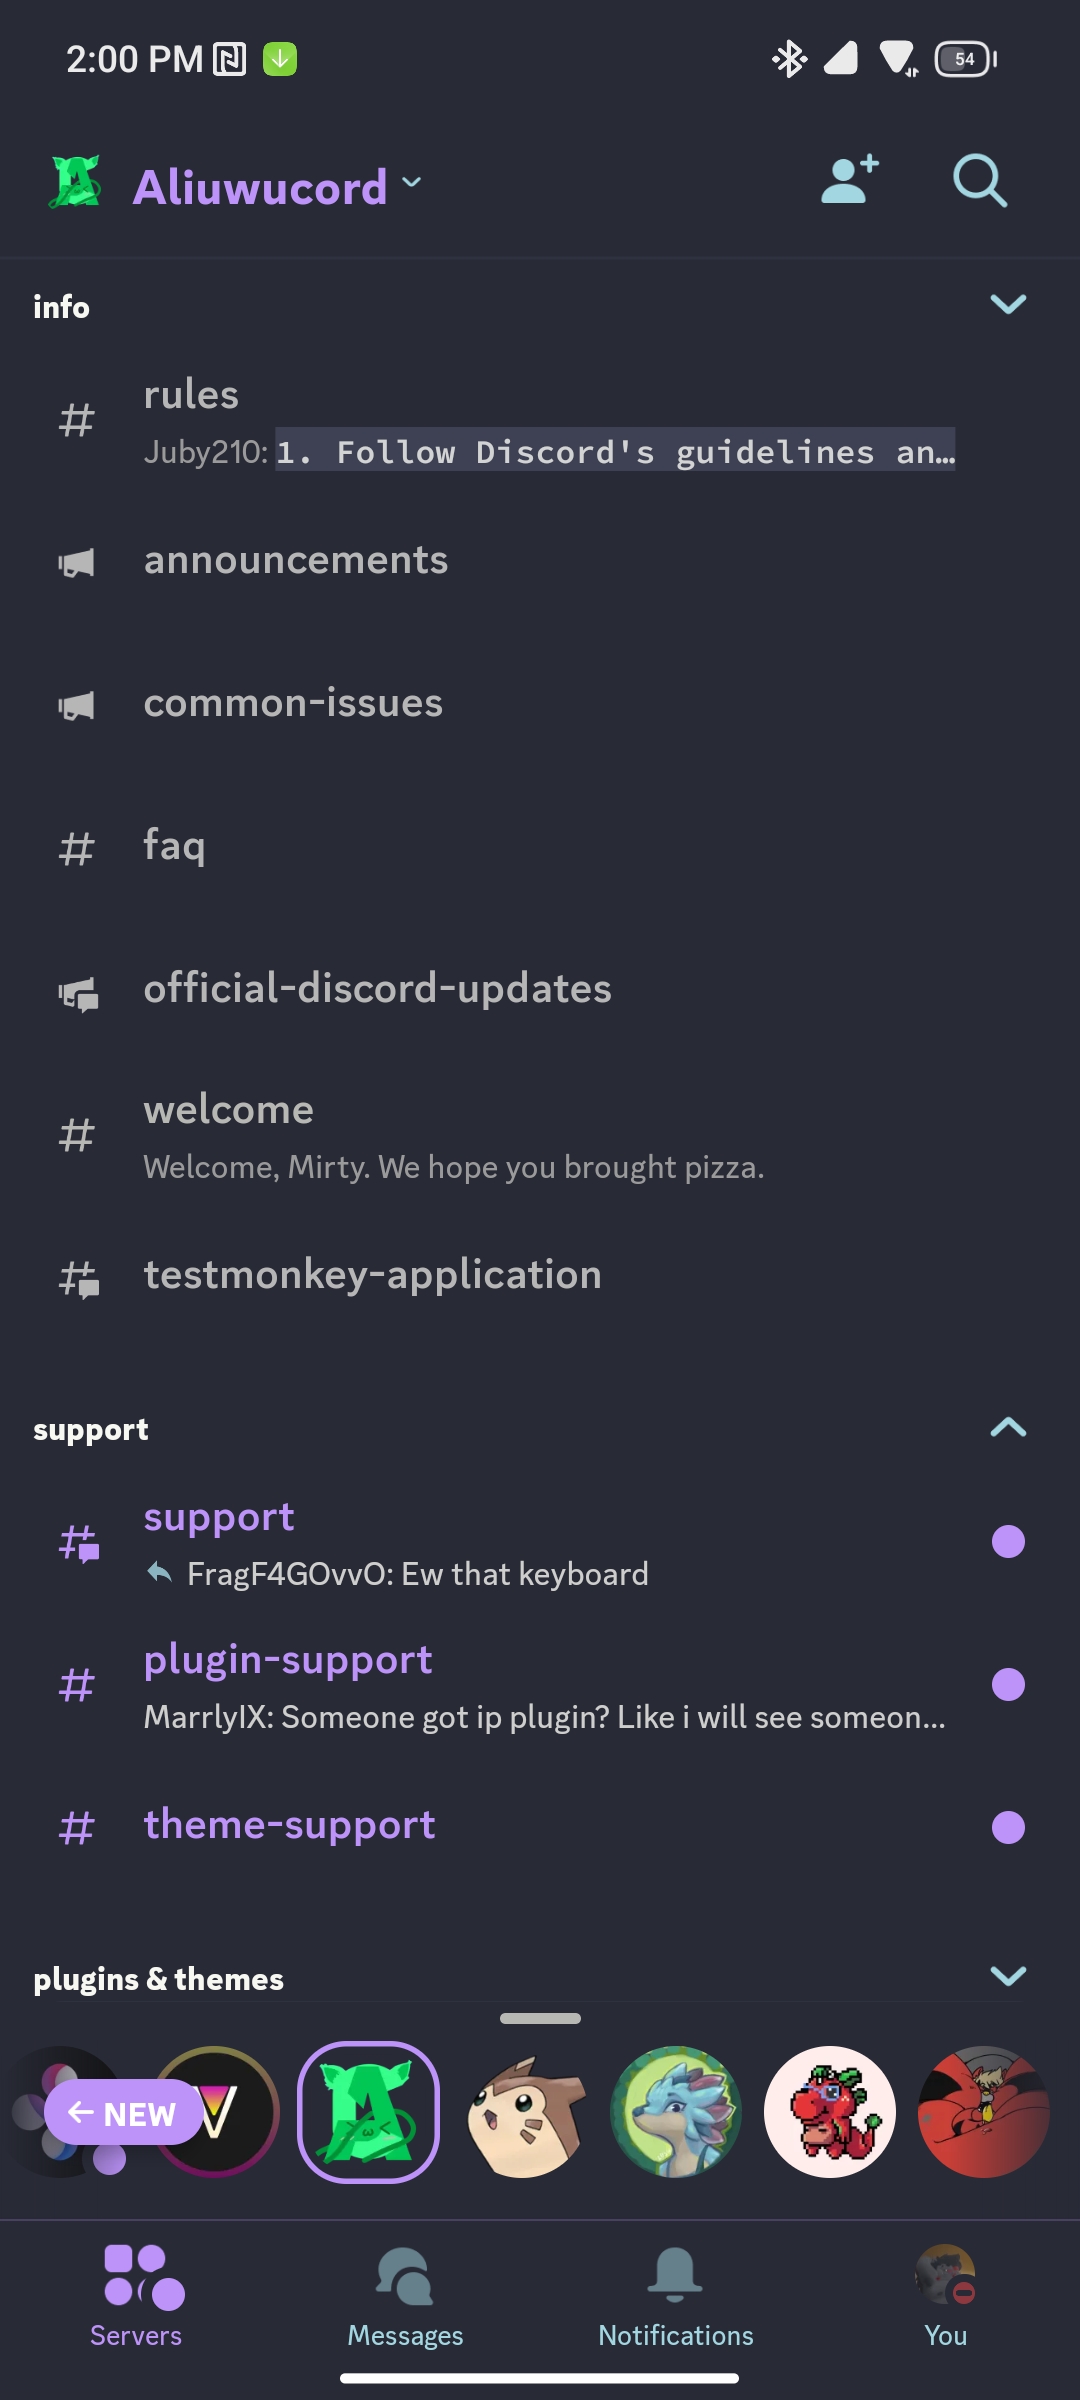 2:00 PM
54
Aliuwucord
info
rules
Juby210: 1. Follow Discord's guidelines an…
announcements
common-issues
faq
official-discord-updates
welcome
Welcome, Mirty. We hope you brought pizza.
testmonkey-application
support
support
FragF4GOvvO: Ew that keyboard
plugin-support
MarrlyIX: Someone got ip plugin? Like i will see someon...
theme-support
plugins & themes
← NEW
V
A
Servers
Messages
Notifications
You